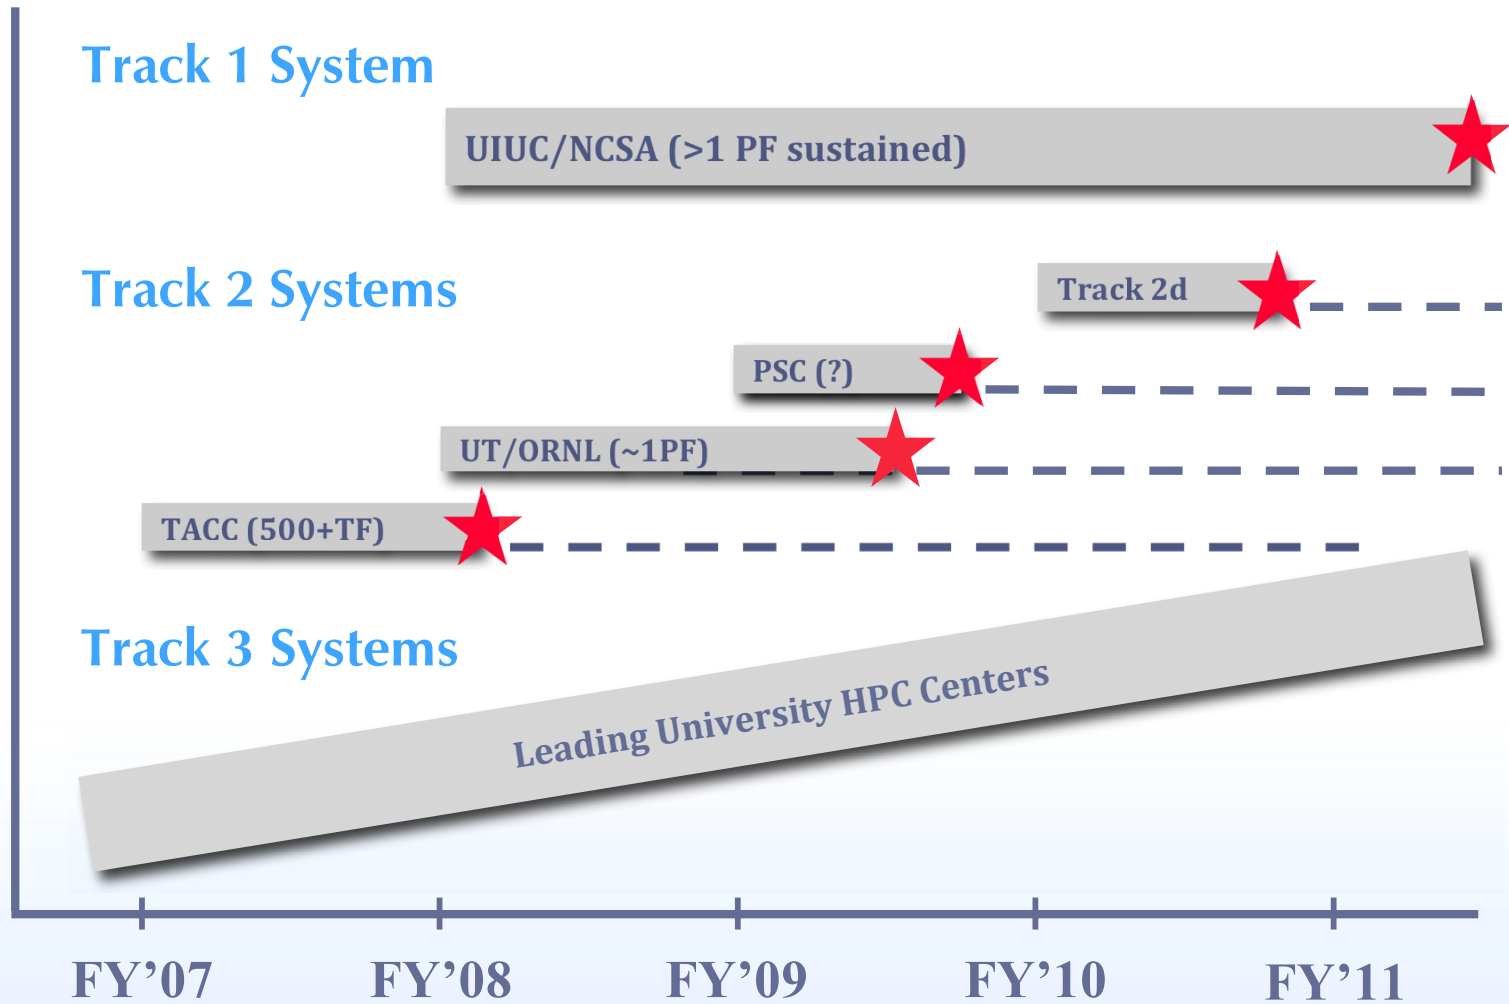 Track 1 System
UIUC/NCSA (>1 PF sustained)
Track 2 Systems
Track 2d
PSC (?)
UT/ORNL (~1PF)
TACC (500+TF)
Track 3 Systems
Leading University HPC Centers
FY’07 FY’08 FY’09 FY’10 FY’11